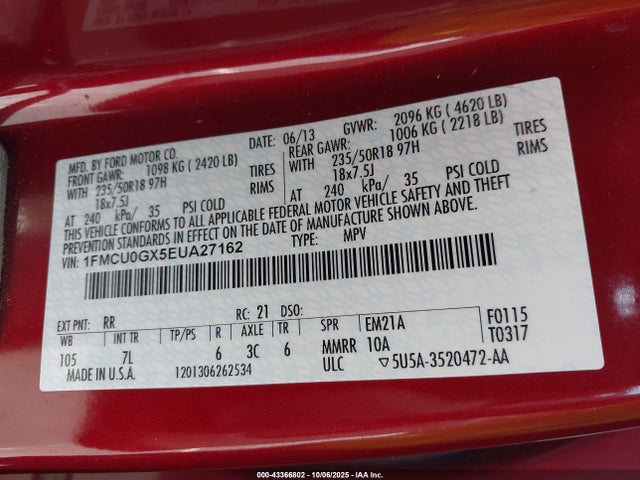 MFD. BY FORD MOTOR CO.
DATE: 06/13 GVWR: 2096 KG ( 4620 LB)
FRONT GAWR: 1098 KG ( 2420 LB) REAR GAWR: 1006 KG ( 2218 LB)
WITH 235/50R18 97H TIRES WITH 235/50R18 97H TIRES
18x7.5J RIMS 18x7.5J RIMS
AT 240 kPa/ 35 PSI COLD AT 240 kPa/ 35 PSI COLD
THIS VEHICLE CONFORMS TO ALL APPLICABLE FEDERAL MOTOR VEHICLE SAFETY AND THEFT
PREVENTION STANDARDS IN EFFECT ON THE DATE OF MANUFACTURE SHOWN ABOVE.
VIN: 1FMCU0GX5EUA27162 TYPE: MPV
EXT PNT: RR RC: 21 DSO: F0115
WB INT TR TP/PS R AXLE TR SPR EM21A T0317
105 7L 6 3C 6 MMRR 10A
MADE IN U.S.A. 1201306262534 ULC ▽5U5A-3520472-AA
000-43366802 | 10/06/2025 | IAA Inc.